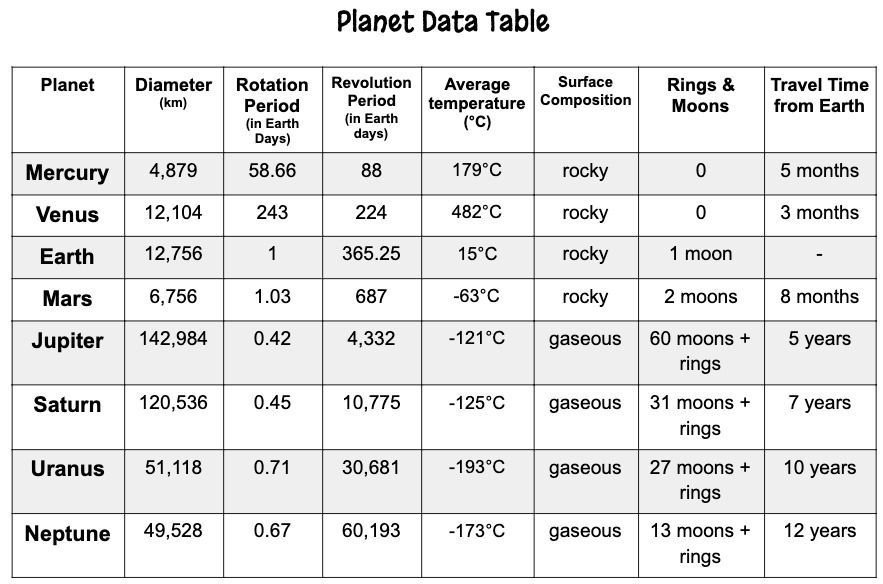 Planet Data Table
Planet Diameter (km) Rotation Period (in Earth Days) Revolution Period (in Earth days) Average temperature (°C) Surface Composition Rings & Moons Travel Time from Earth
Mercury 4,879 58.66 88 179°C rocky 0 5 months
Venus 12,104 243 224 482°C rocky 0 3 months
Earth 12,756 1 365.25 15°C rocky 1 moon -
Mars 6,756 1.03 687 -63°C rocky 2 moons 8 months
Jupiter 142,984 0.42 4,332 -121°C gaseous 60 moons + rings 5 years
Saturn 120,536 0.45 10,775 -125°C gaseous 31 moons + rings 7 years
Uranus 51,118 0.71 30,681 -193°C gaseous 27 moons + rings 10 years
Neptune 49,528 0.67 60,193 -173°C gaseous 13 moons + rings 12 years